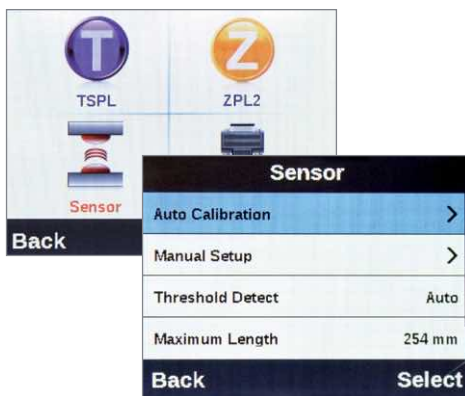 T
Z
TSPL
ZPL2
Sensor
Back
Sensor
Auto Calibration >
Manual Setup >
Threshold Detect Auto
Maximum Length 254 mm
Back Select